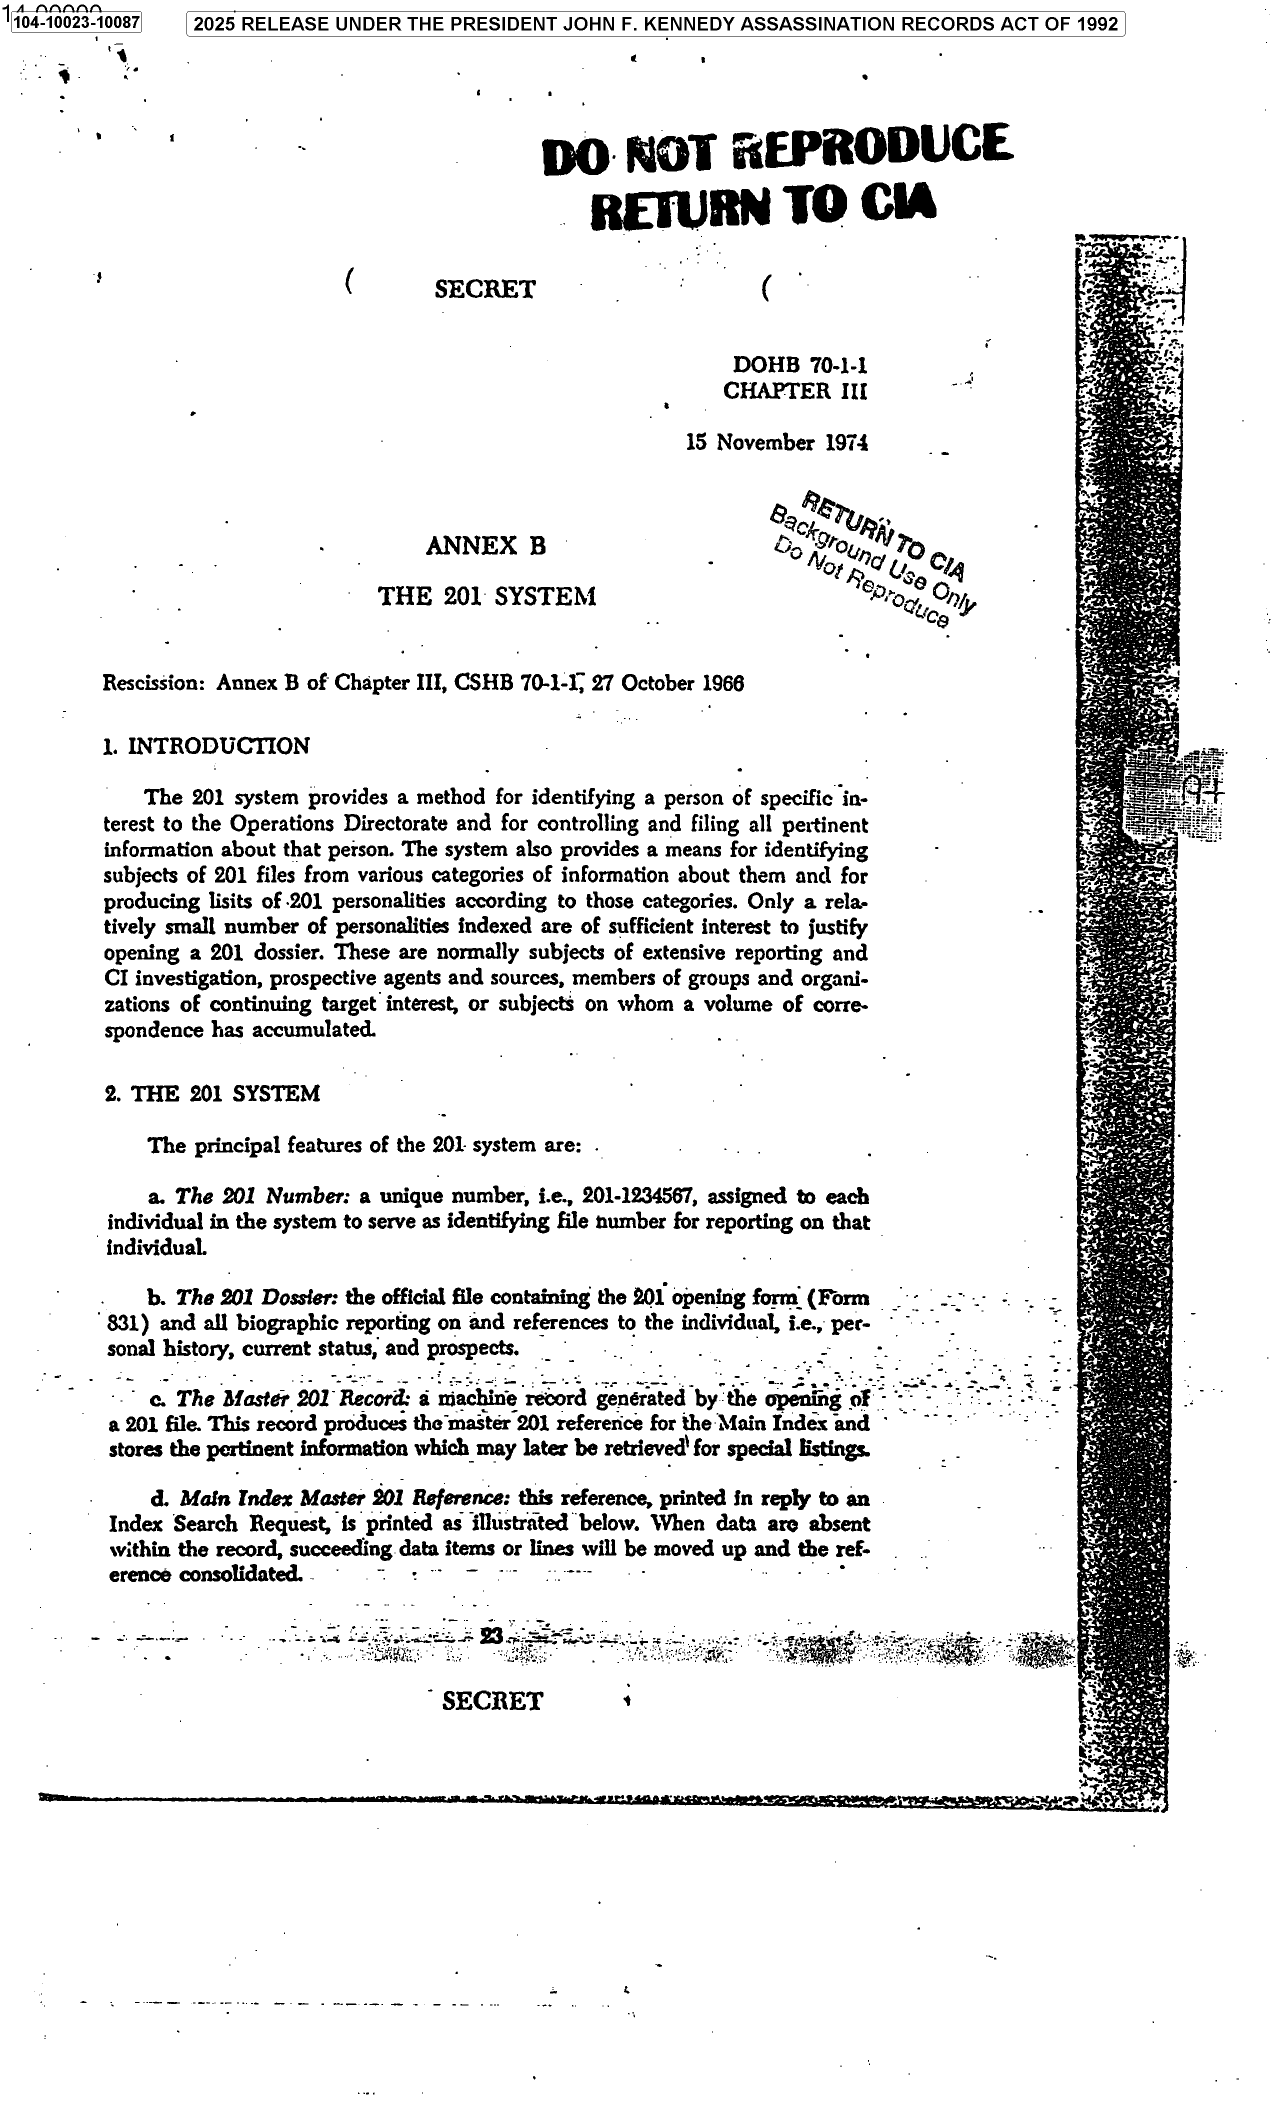 104-10023-10087
2025 RELEASE UNDER THE PRESIDENT JOHN F. KENNEDY ASSASSINATION RECORDS ACT OF 1992
DO NOT REPRODUCE
RETURN TO CIA
SECRET
DOHB 70-1-1
CHAPTER III
15 November 1974
RETURN TO CIA
Background Use Only
Do Not Reproduce
ANNEX B
THE 201 SYSTEM
Rescission: Annex B of Chapter III, CSHB 70-1-1, 27 October 1966
1. INTRODUCTION
The 201 system provides a method for identifying a person of specific in-
terest to the Operations Directorate and for controlling and filing all pertinent
information about that person. The system also provides a means for identifying
subjects of 201 files from various categories of information about them and for
producing lisits of 201 personalities according to those categories. Only a rela-
tively small number of personalities indexed are of sufficient interest to justify
opening a 201 dossier. These are normally subjects of extensive reporting and
CI investigation, prospective agents and sources, members of groups and organi-
zations of continuing target interest, or subjects on whom a volume of corre-
spondence has accumulated.
2. THE 201 SYSTEM
The principal features of the 201 system are:
a. The 201 Number: a unique number, i.e., 201-1234567, assigned to each
individual in the system to serve as identifying file number for reporting on that
individual.
b. The 201 Dossier: the official file containing the 201 opening form (Form
831) and all biographic reporting on and references to the individual, i.e., per-
sonal history, current status, and prospects.
c. The Master 201 Record: a machine record generated by the opening of
a 201 file. This record produces the master 201 reference for the Main Index and
stores the pertinent information which may later be retrieved for special listings.
d. Main Index Master 201 Reference: this reference, printed in reply to an
Index Search Request, is printed as illustrated below. When data are absent
within the record, succeeding data items or lines will be moved up and the ref-
erence consolidated.
23
SECRET